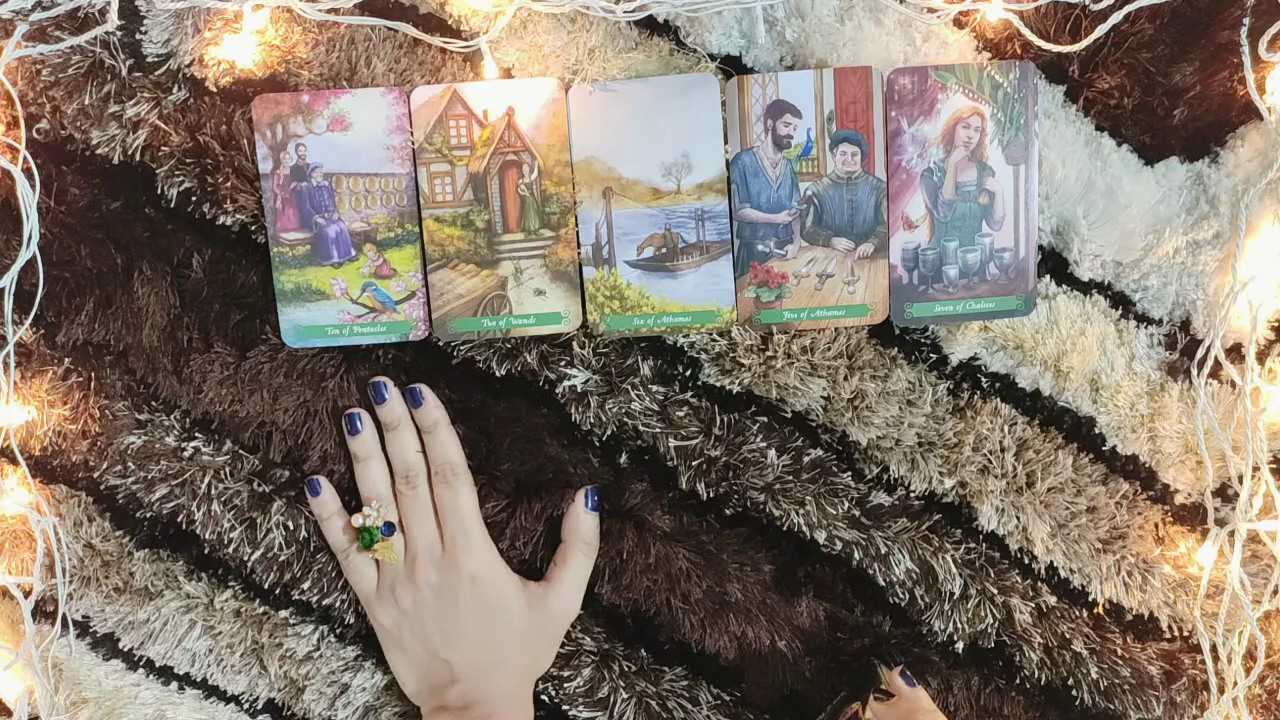 Ten of Pentacles
Two of Wands
Six of Athames
Five of Athames
Seven of Chalices